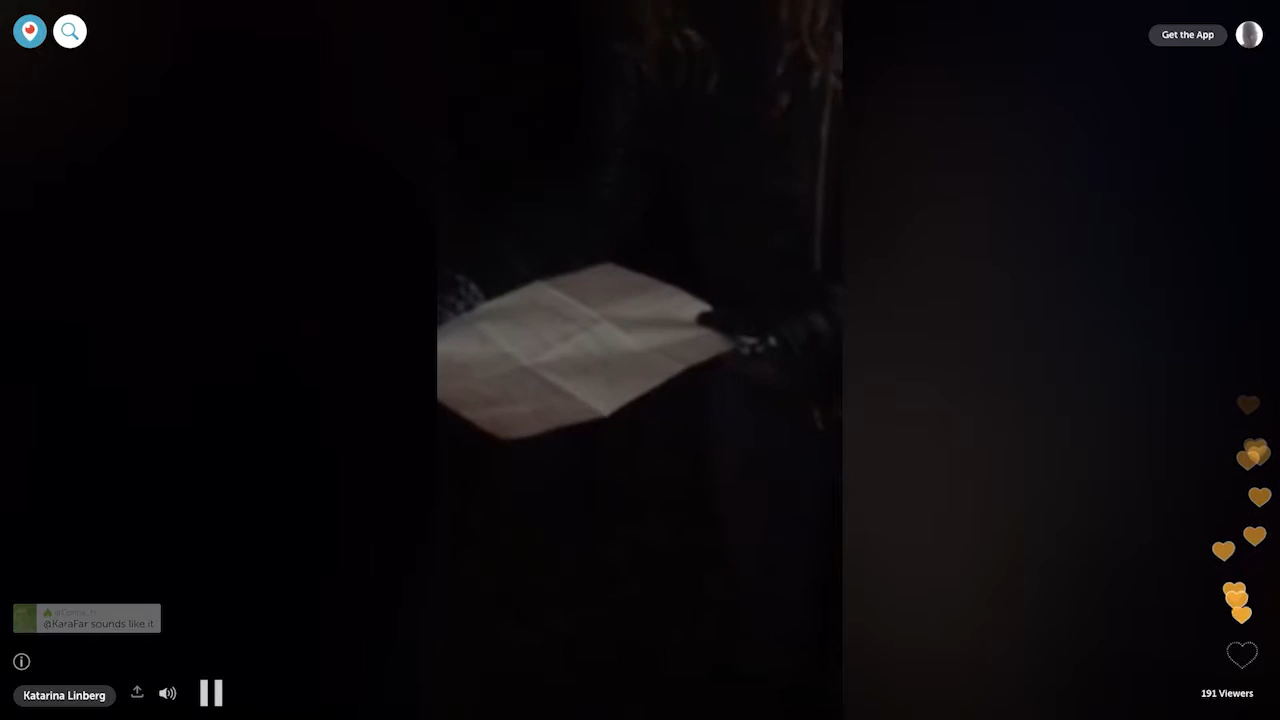 Get the App
@KaraFar sounds like it
Katarina Linberg
191 Viewers